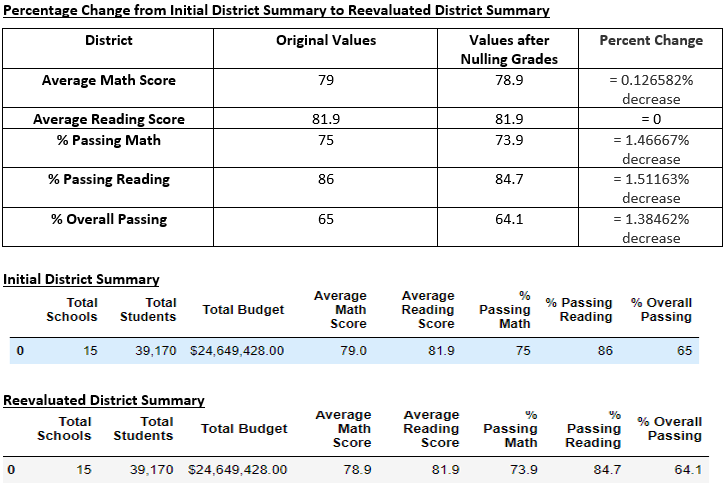 Percentage Change from Initial District Summary to Reevaluated District Summary
District Original Values Values after Nulling Grades Percent Change
Average Math Score 79 78.9 = 0.126582% decrease
Average Reading Score 81.9 81.9 = 0
% Passing Math 75 73.9 = 1.46667% decrease
% Passing Reading 86 84.7 = 1.51163% decrease
% Overall Passing 65 64.1 = 1.38462% decrease
Initial District Summary
Total Schools Total Students Total Budget Average Math Score Average Reading Score % Passing Math % Passing Reading % Overall Passing
0 15 39,170 $24,649,428.00 79.0 81.9 75 86 65
Reevaluated District Summary
Total Schools Total Students Total Budget Average Math Score Average Reading Score % Passing Math % Passing Reading % Overall Passing
0 15 39,170 $24,649,428.00 78.9 81.9 73.9 84.7 64.1